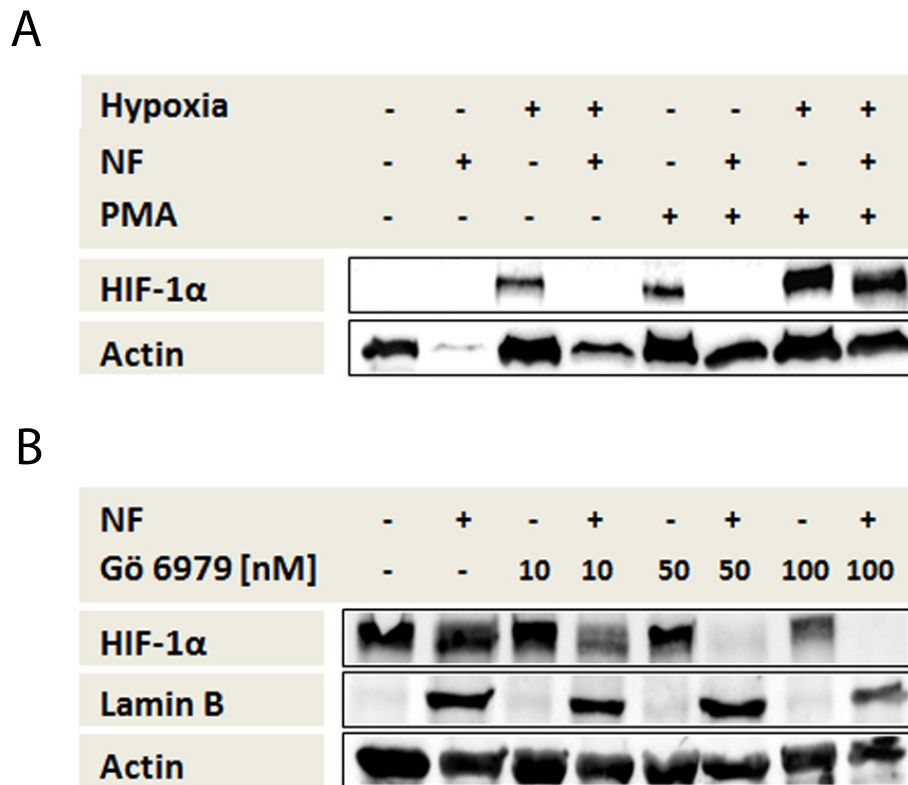 A
Hypoxia - - + + - - + +
NF - + - + - + - +
PMA - - - - + + + +
HIF-1α
Actin
B
NF - + - + - + - +
Gö 6979 [nM] - - 10 10 50 50 100 100
HIF-1α
Lamin B
Actin